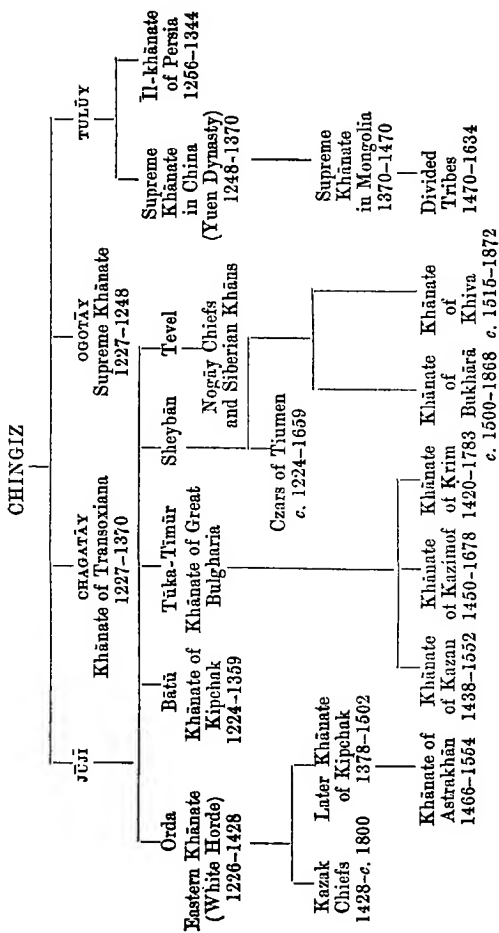 CHINGIZ
JŪJĪ
CHAGATĀY
Khānate of Transoxiana
1227–1370
OGOTĀY
Supreme Khānate
1227–1248
TULŪY
Orda
Eastern Khānate
(White Horde)
1226–1428
Bātū
Khānate of
Kipchak
1224–1359
Tūka-Tīmūr
Khānate of Great
Bulgharia
Sheybān
Tevel
Nogāy Chiefs
and Siberian Khāus
Supreme
Khānate
in China
(Yuen Dynasty)
1248-1370
Īl-khānate
of Persia
1256–1344
Czars of Tiumen
c. 1224–1659
Supreme
Khānate
in Mongolia
1370–1470
Kazak
Chiefs
1428-c. 1800
Later Khānate
of Kipchak
1378–1502
Khānate of
Astrakhān
1466–1554
Khānate
of Kazan
1438–1552
Khānate
of Kazimof
1450–1678
Khānate
of Krim
1420–1783
Khānate
of
Bukhārā
c. 1500–1868
Khānate
of
Khiva
c. 1515–1872
Divided
Tribes
1470–1634